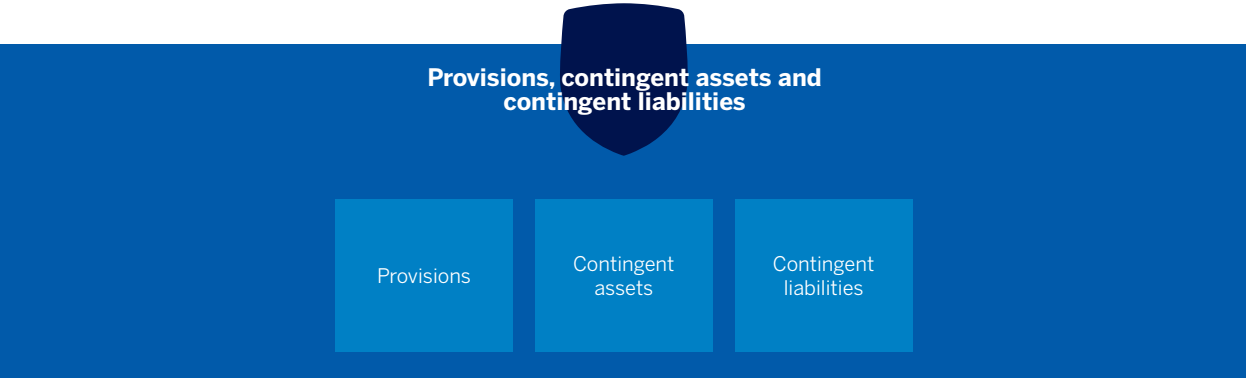 Provisions, contingent assets and
contingent liabilities
Provisions
Contingent
assets
Contingent
liabilities